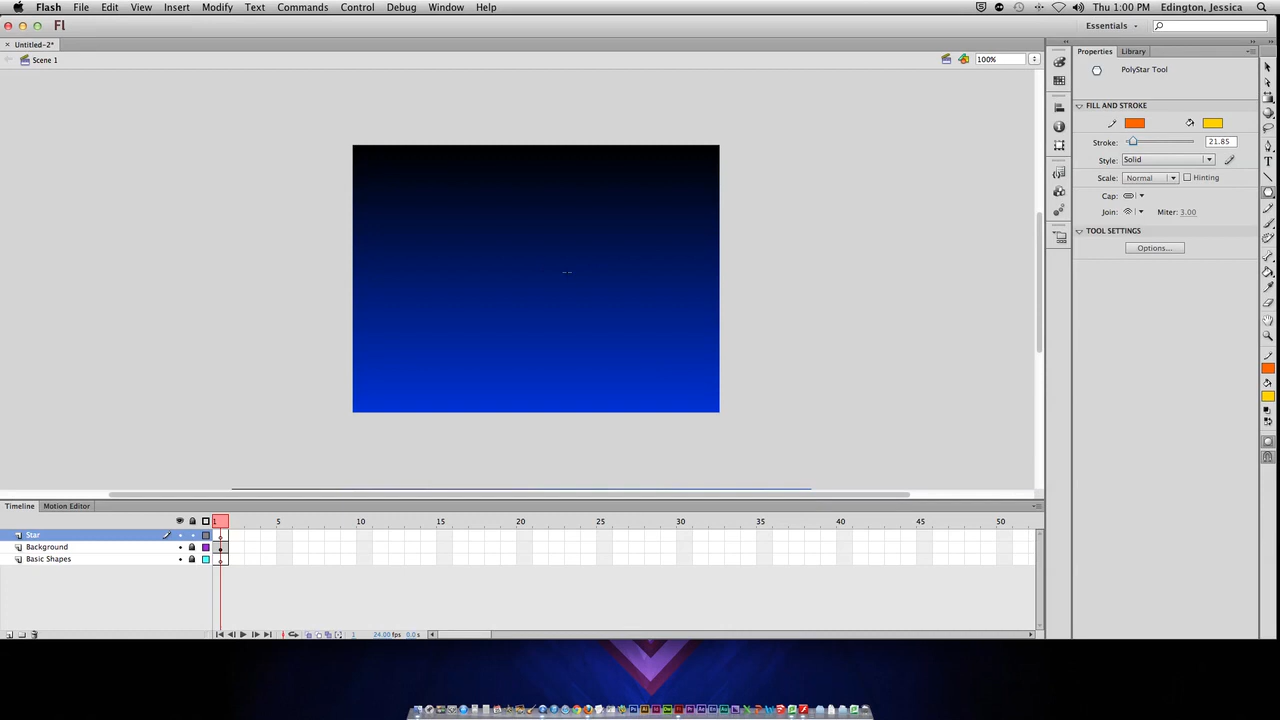 Flash File Edit View Insert Modify Text Commands Control Debug Window Help Thu 1:00 PM Edington, Jessica
Fl Essentials
Untitled-2*
Scene 1 100%
Properties Library
PolyStar Tool
FILL AND STROKE
Stroke: 21.85
Style: Solid
Scale: Normal Hinting
Cap:
Join: Miter: 3.00
TOOL SETTINGS
Options...
Timeline Motion Editor
1 5 10 15 20 25 30 35 40 45 50
Star
Background
Basic Shapes
1 24.00 fps 0.0 s